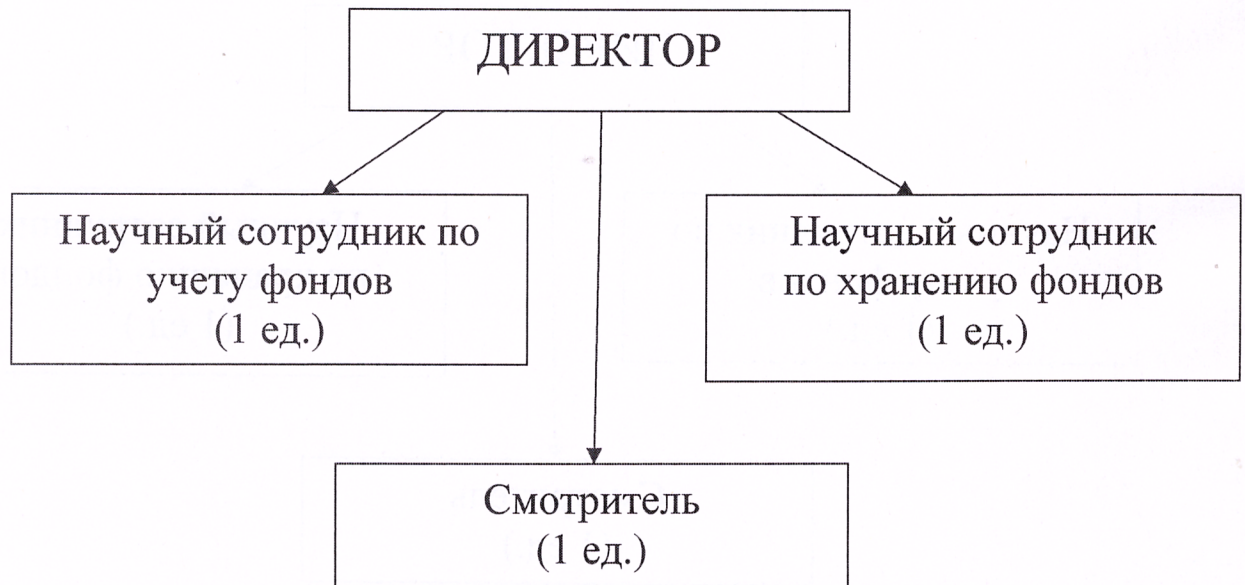 ДИРЕКТОР
Научный сотрудник по
учету фондов
(1 ед.)
Научный сотрудник
по хранению фондов
(1 ед.)
Смотритель
(1 ед.)